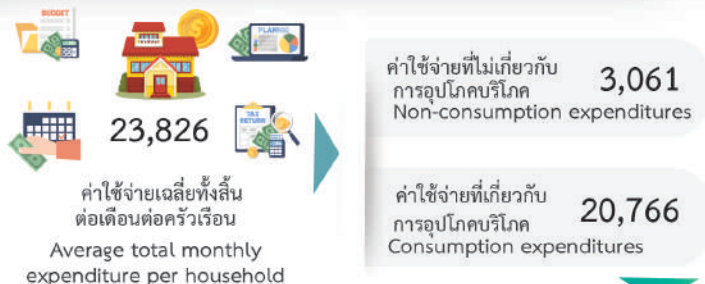 BUDGET
PLANNING
TAX
RETURN
23,826
ค่าใช้จ่ายเฉลี่ยทั้งสิ้น
ต่อเดือนต่อครัวเรือน
Average total monthly
expenditure per household
ค่าใช้จ่ายที่ไม่เกี่ยวกับ
การอุปโภคบริโภค
3,061
Non-consumption expenditures
ค่าใช้จ่ายที่เกี่ยวกับ
การอุปโภคบริโภค
20,766
Consumption expenditures